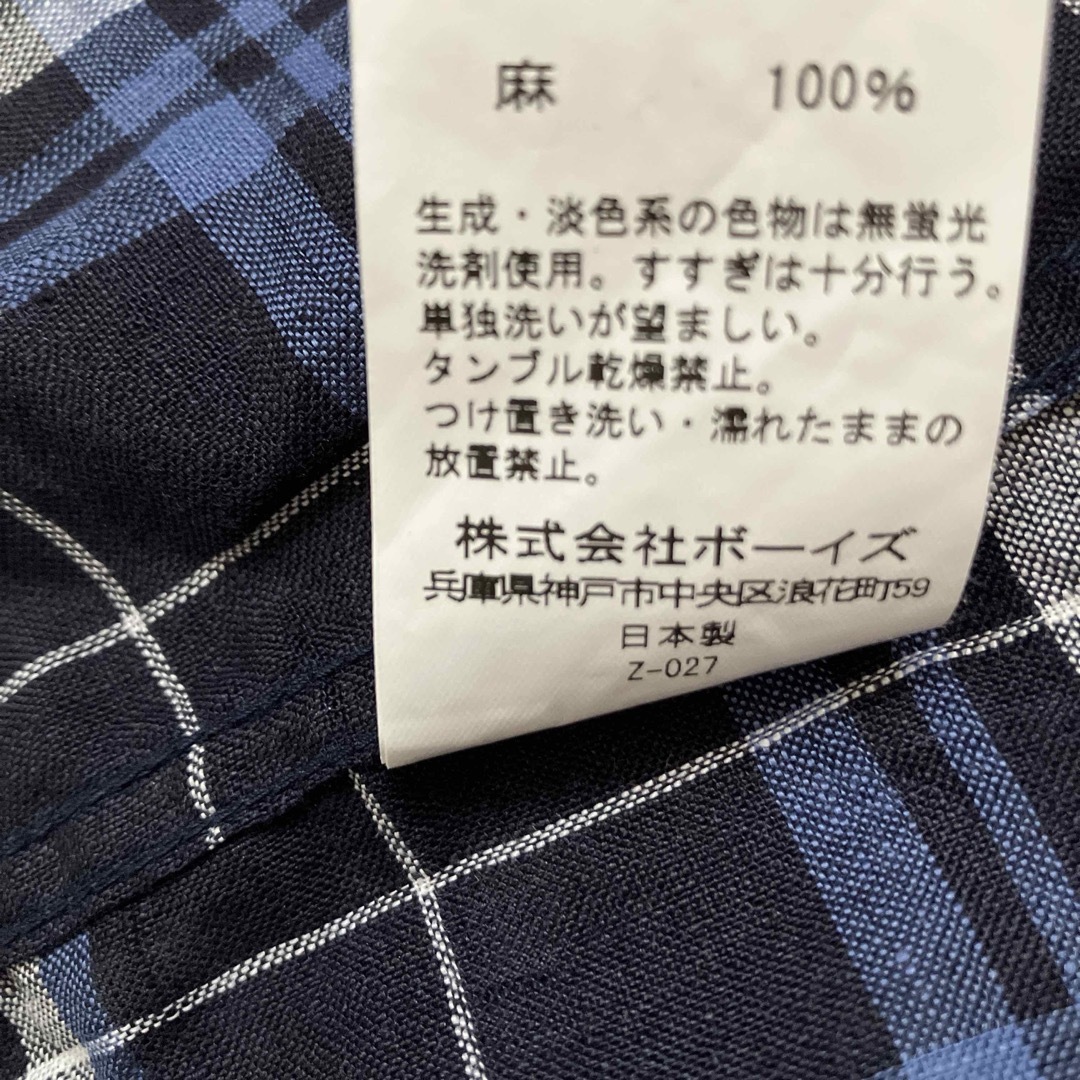 麻 100%
生成・淡色系の色物は無蛍光
洗剤使用。すすぎは十分行う。
単独洗いが望ましい。
タンブル乾燥禁止。
つけ置き洗い・濡れたままの
放置禁止。
株式会社ボーイズ
兵庫県神戸市中央区浪花町59
日本製
Z-027